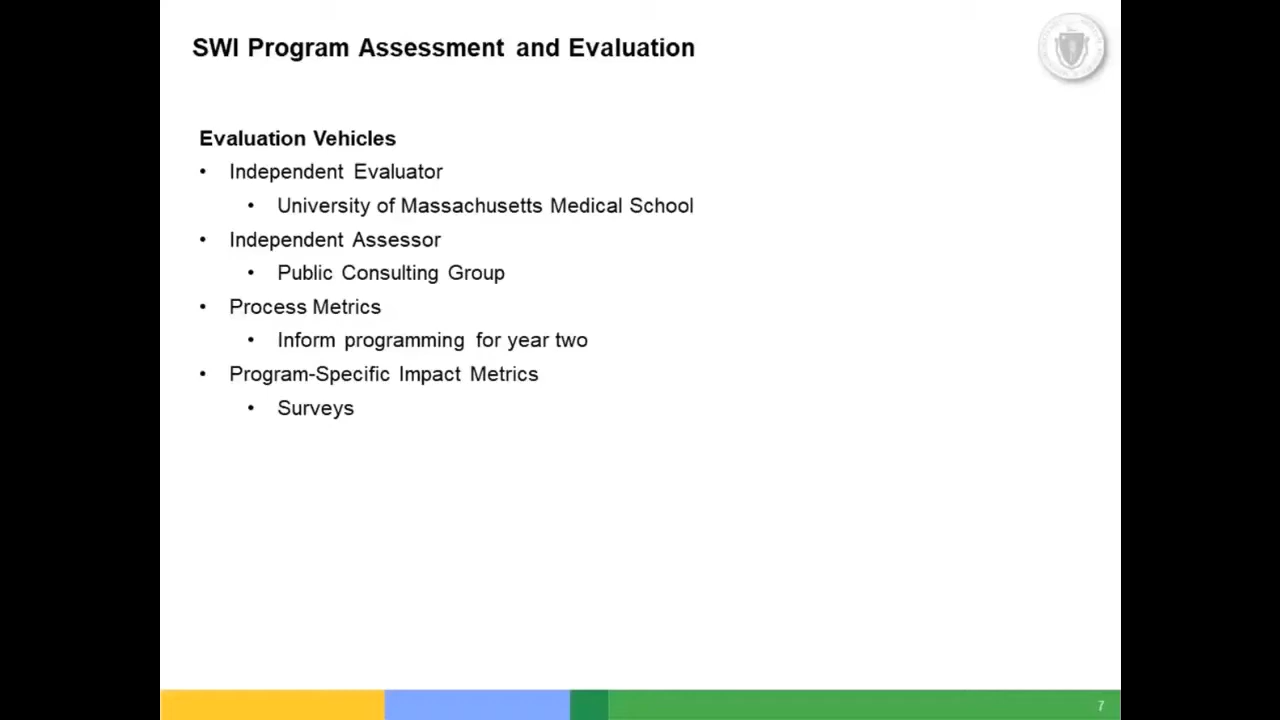 SWI Program Assessment and Evaluation
Evaluation Vehicles
• Independent Evaluator
• University of Massachusetts Medical School
• Independent Assessor
• Public Consulting Group
• Process Metrics
• Inform programming for year two
• Program-Specific Impact Metrics
• Surveys
7